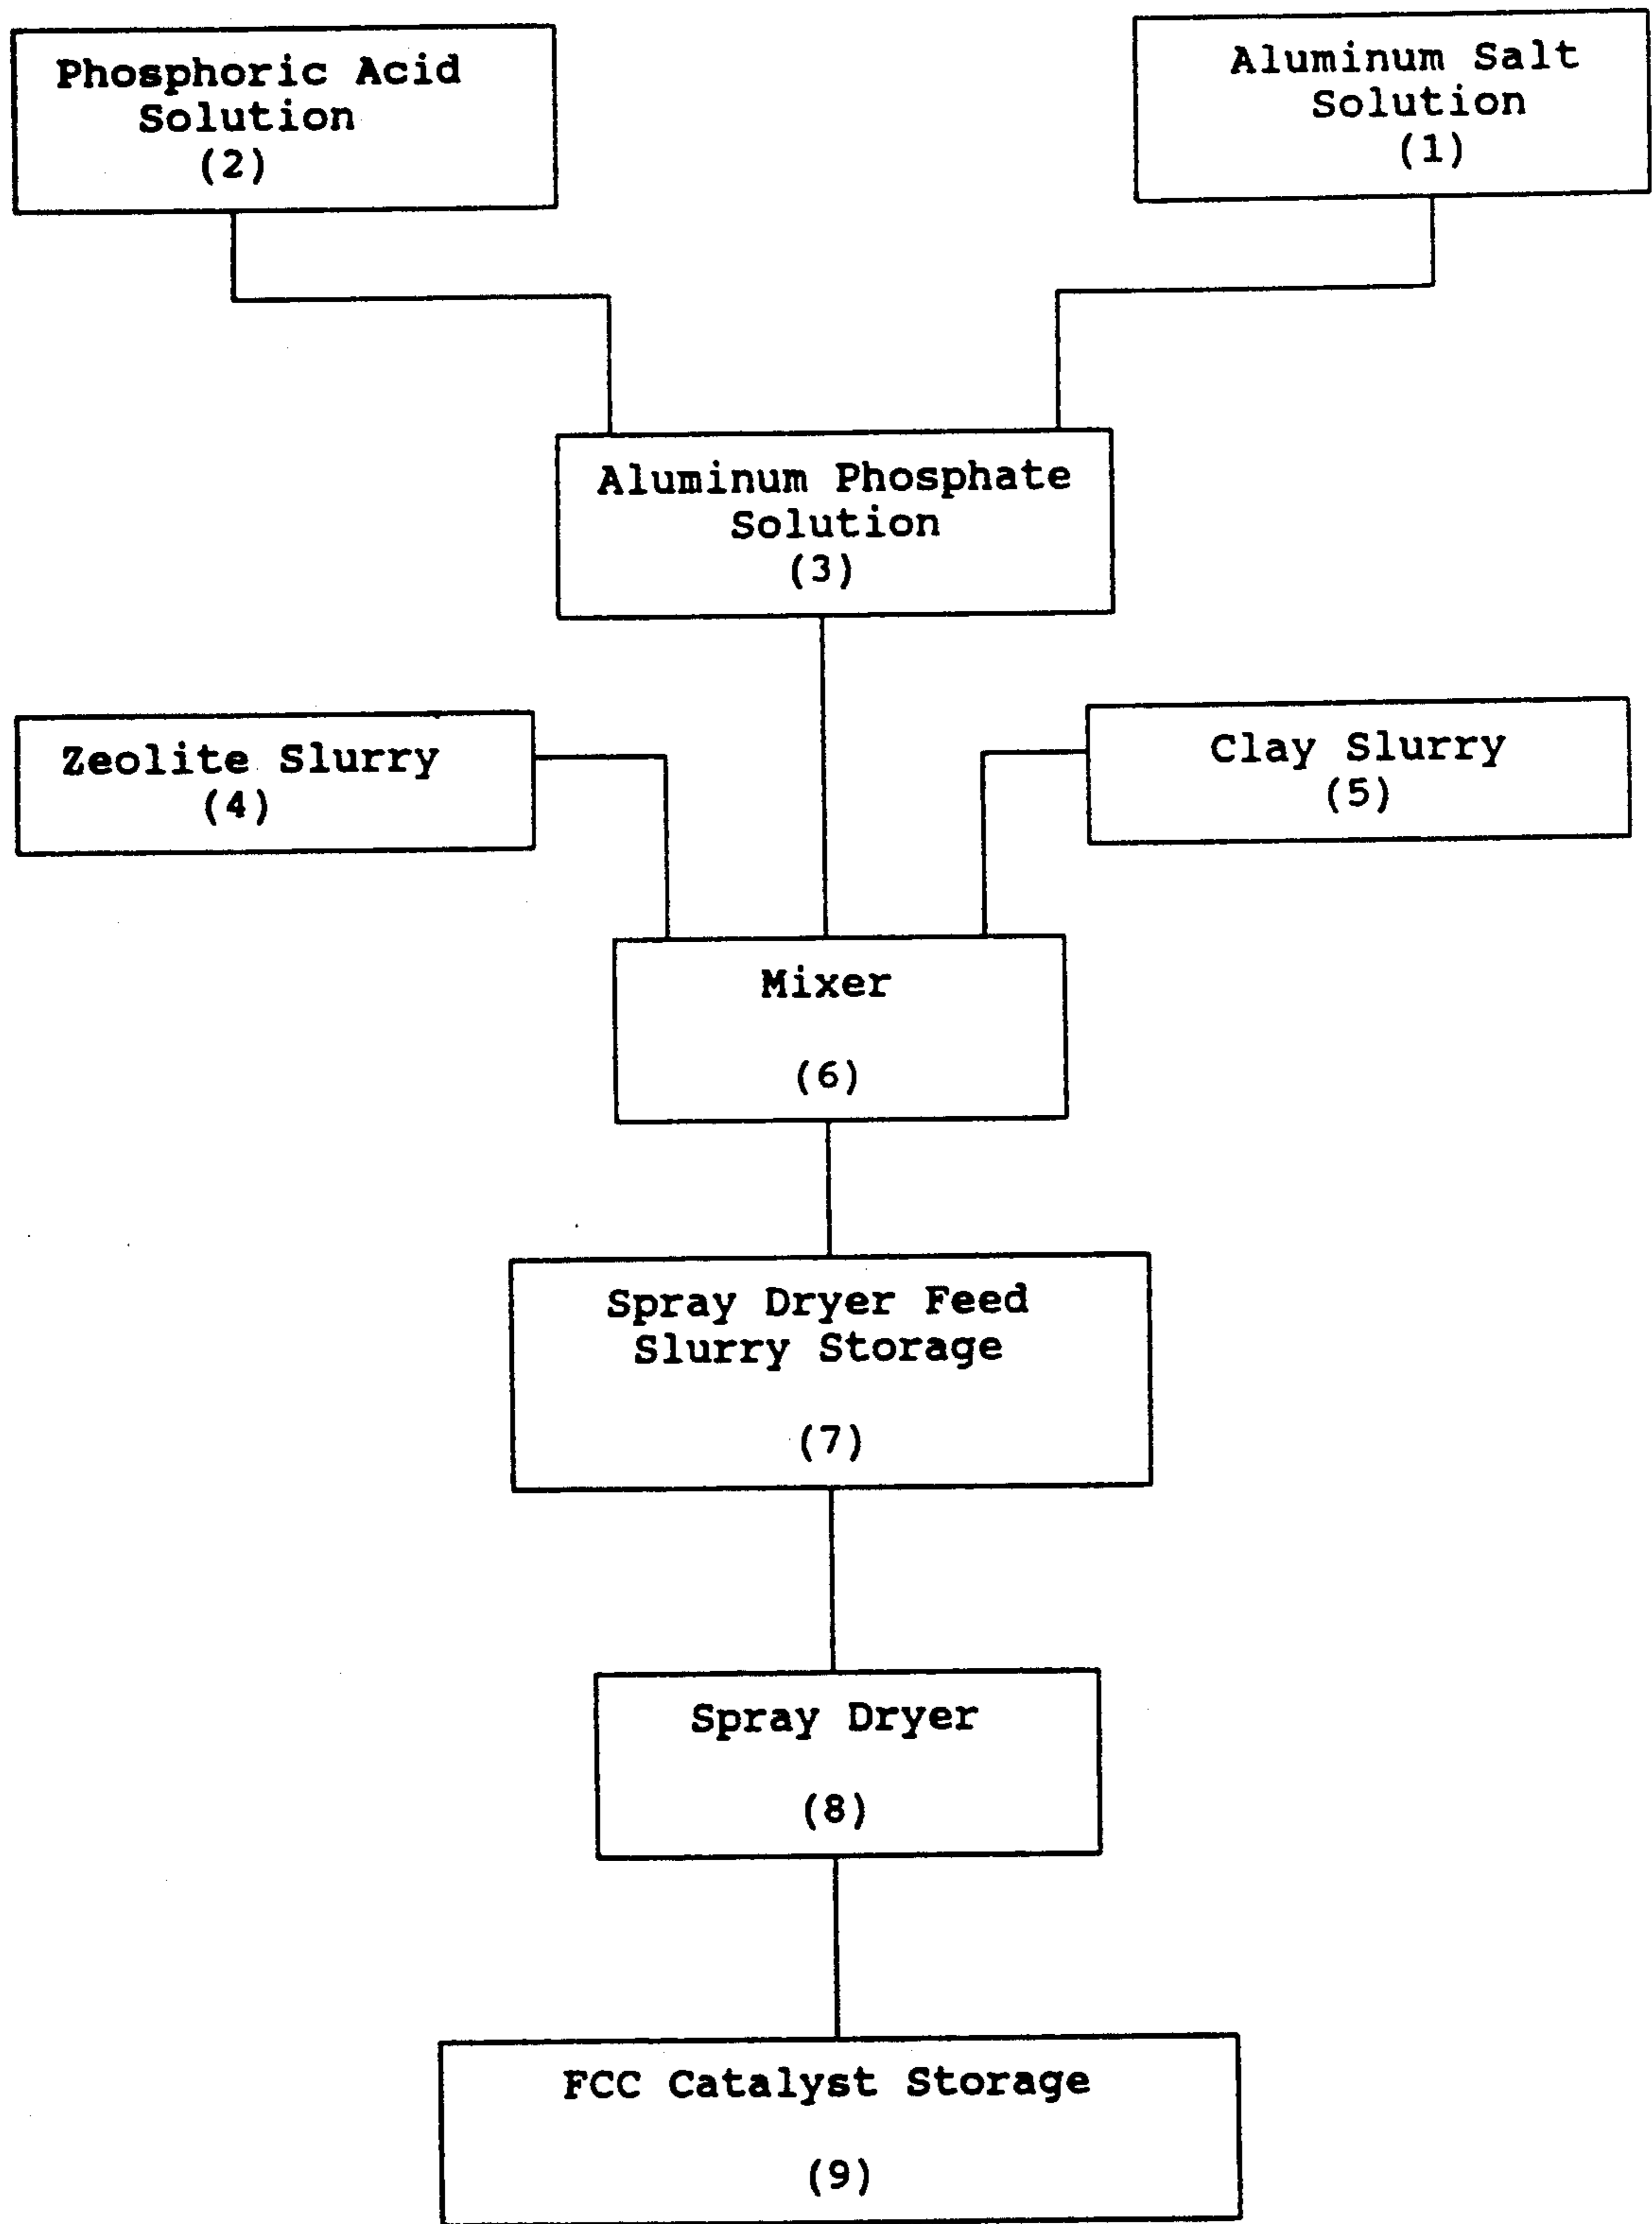 Phosphoric Acid
Solution
(2)
Aluminum Salt
Solution
(1)
Aluminum Phosphate
Solution
(3)
Zeolite Slurry
(4)
Clay Slurry
(5)
Mixer
(6)
Spray Dryer Feed
Slurry Storage
(7)
Spray Dryer
(8)
FCC Catalyst Storage
(9)